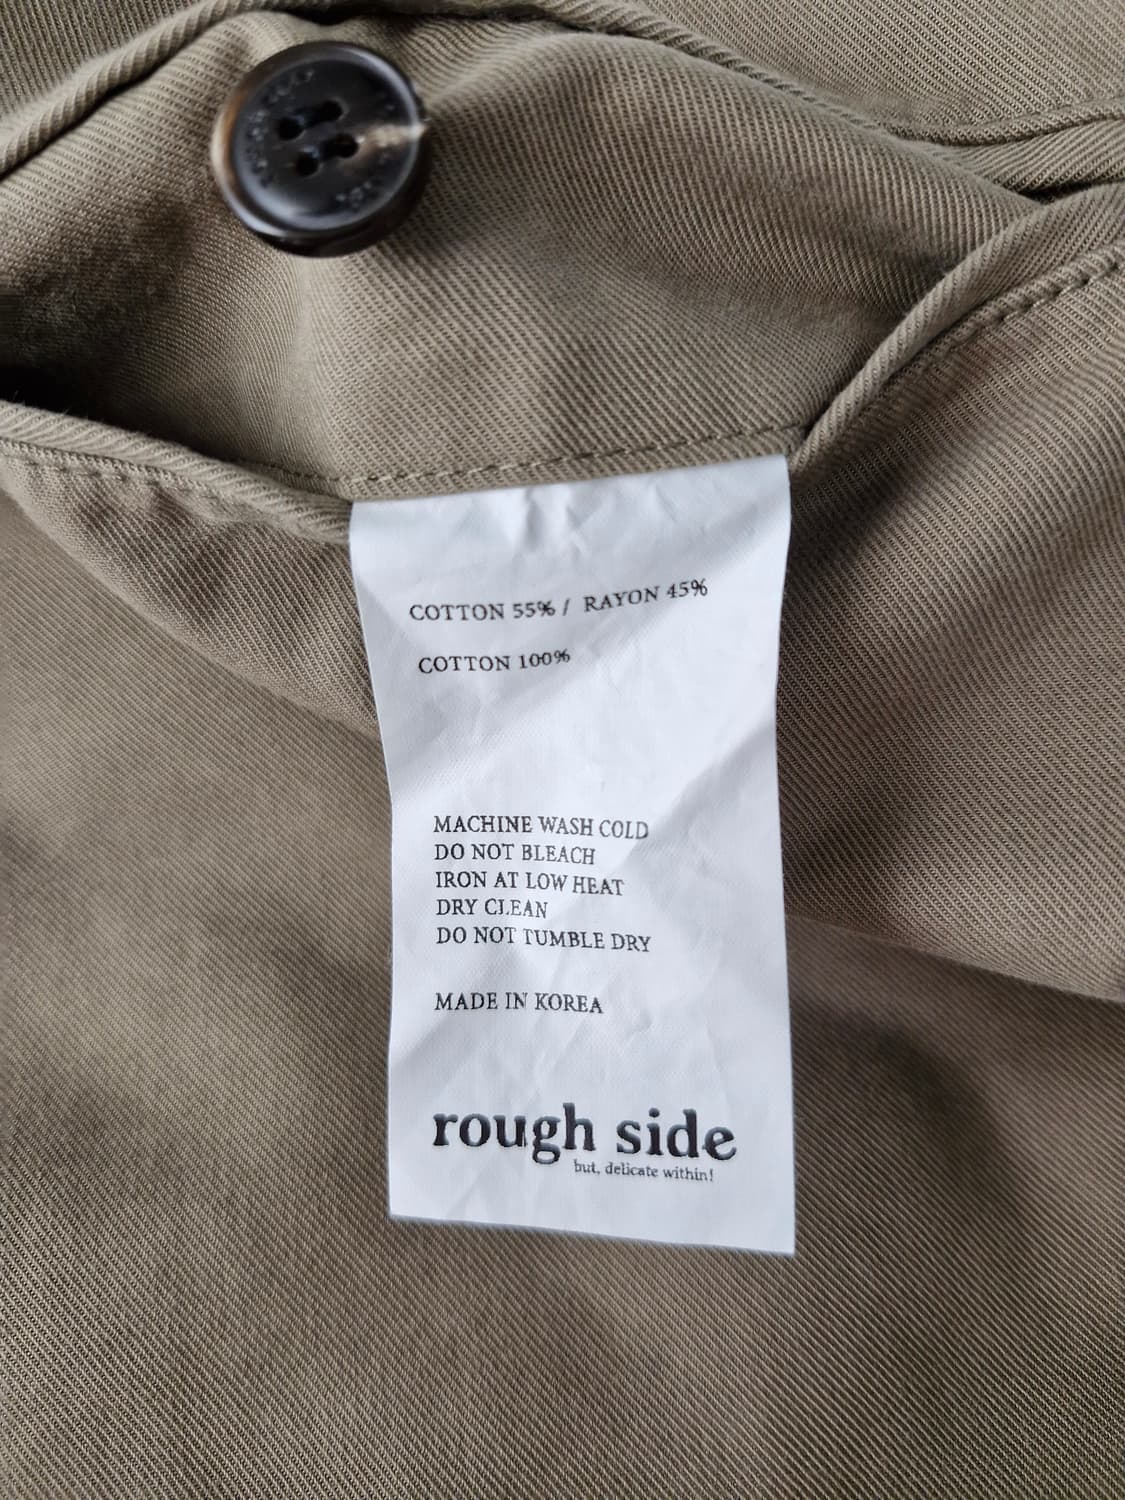 COTTON 55% / RAYON 45%
COTTON 100%
MACHINE WASH COLD
DO NOT BLEACH
IRON AT LOW HEAT
DRY CLEAN
DO NOT TUMBLE DRY
MADE IN KOREA
rough side
but, delicate within!